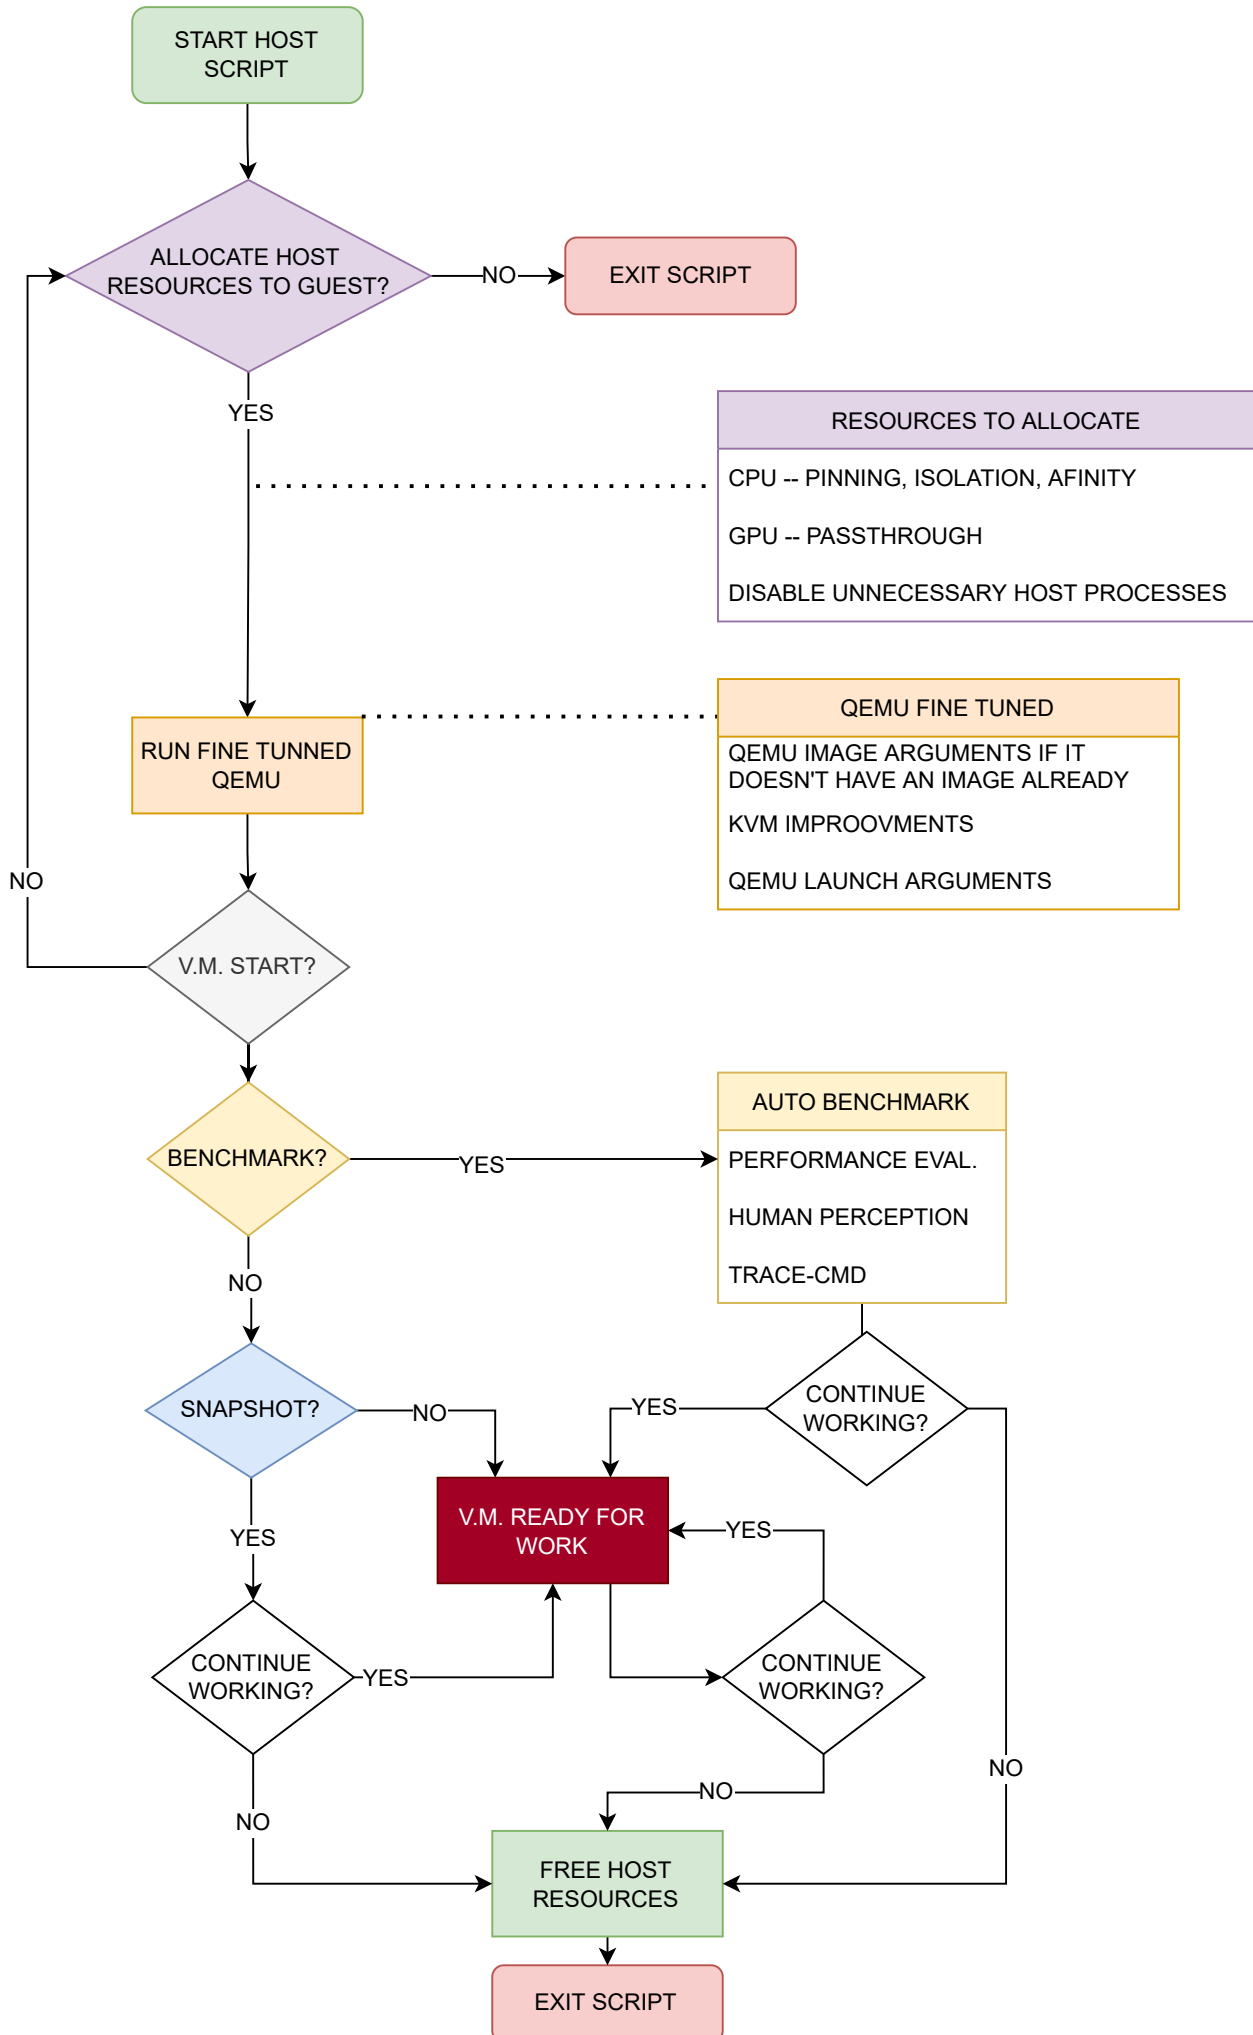 START HOST
SCRIPT
ALLOCATE HOST
RESOURCES TO GUEST?
NO
EXIT SCRIPT
YES
RESOURCES TO ALLOCATE
CPU -- PINNING, ISOLATION, AFINITY
GPU -- PASSTHROUGH
DISABLE UNNECESSARY HOST PROCESSES
RUN FINE TUNNED
QEMU
QEMU FINE TUNED
QEMU IMAGE ARGUMENTS IF IT
DOESN'T HAVE AN IMAGE ALREADY
KVM IMPROOVMENTS
QEMU LAUNCH ARGUMENTS
NO
V.M. START?
BENCHMARK?
YES
AUTO BENCHMARK
PERFORMANCE EVAL.
HUMAN PERCEPTION
TRACE-CMD
NO
SNAPSHOT?
NO
YES
CONTINUE
WORKING?
V.M. READY FOR
WORK
YES
YES
CONTINUE
WORKING?
YES
CONTINUE
WORKING?
NO
NO
NO
FREE HOST
RESOURCES
EXIT SCRIPT